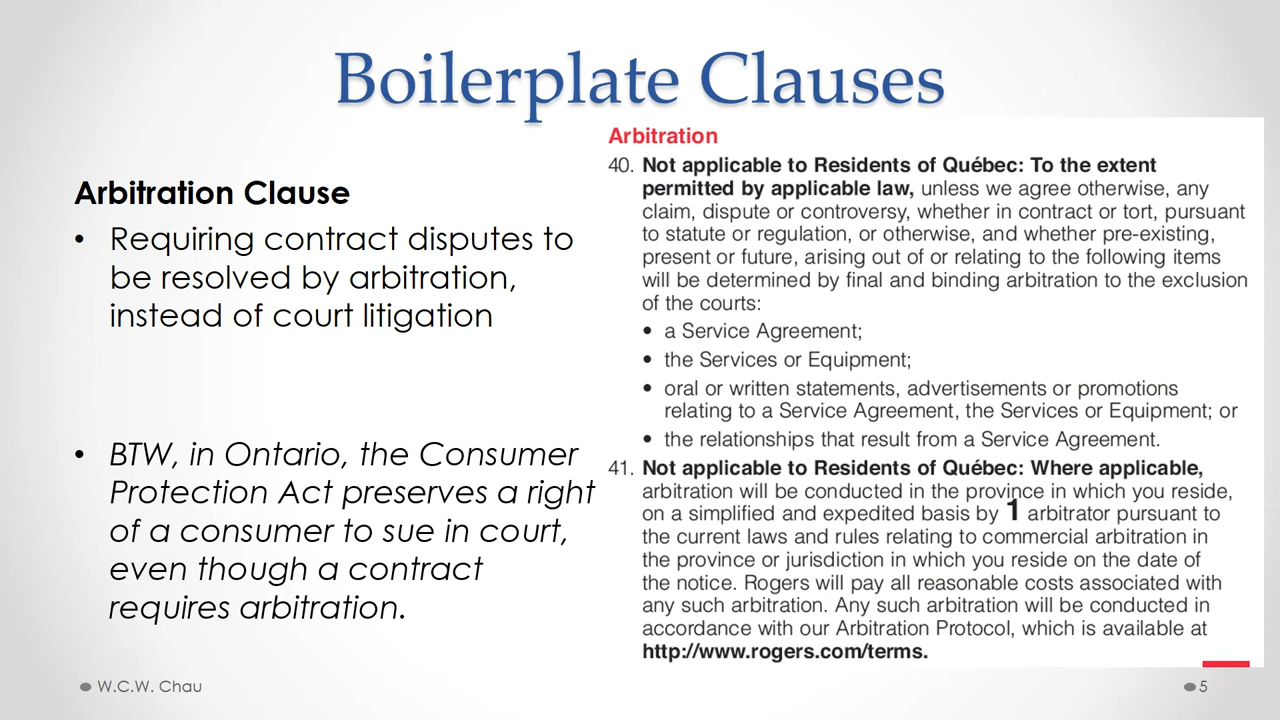 Boilerplate Clauses
Arbitration Clause
• Requiring contract disputes to
be resolved by arbitration,
instead of court litigation
• BTW, in Ontario, the Consumer
Protection Act preserves a right
of a consumer to sue in court,
even though a contract
requires arbitration.
Arbitration
40. Not applicable to Residents of Québec: To the extent
permitted by applicable law, unless we agree otherwise, any
claim, dispute or controversy, whether in contract or tort, pursuant
to statute or regulation, or otherwise, and whether pre-existing,
present or future, arising out of or relating to the following items
will be determined by final and binding arbitration to the exclusion
of the courts:
• a Service Agreement;
• the Services or Equipment;
• oral or written statements, advertisements or promotions
relating to a Service Agreement, the Services or Equipment; or
• the relationships that result from a Service Agreement.
41. Not applicable to Residents of Québec: Where applicable,
arbitration will be conducted in the province in which you reside,
on a simplified and expedited basis by 1 arbitrator pursuant to
the current laws and rules relating to commercial arbitration in
the province or jurisdiction in which you reside on the date of
the notice. Rogers will pay all reasonable costs associated with
any such arbitration. Any such arbitration will be conducted in
accordance with our Arbitration Protocol, which is available at
http://www.rogers.com/terms.
W.C.W. Chau
5